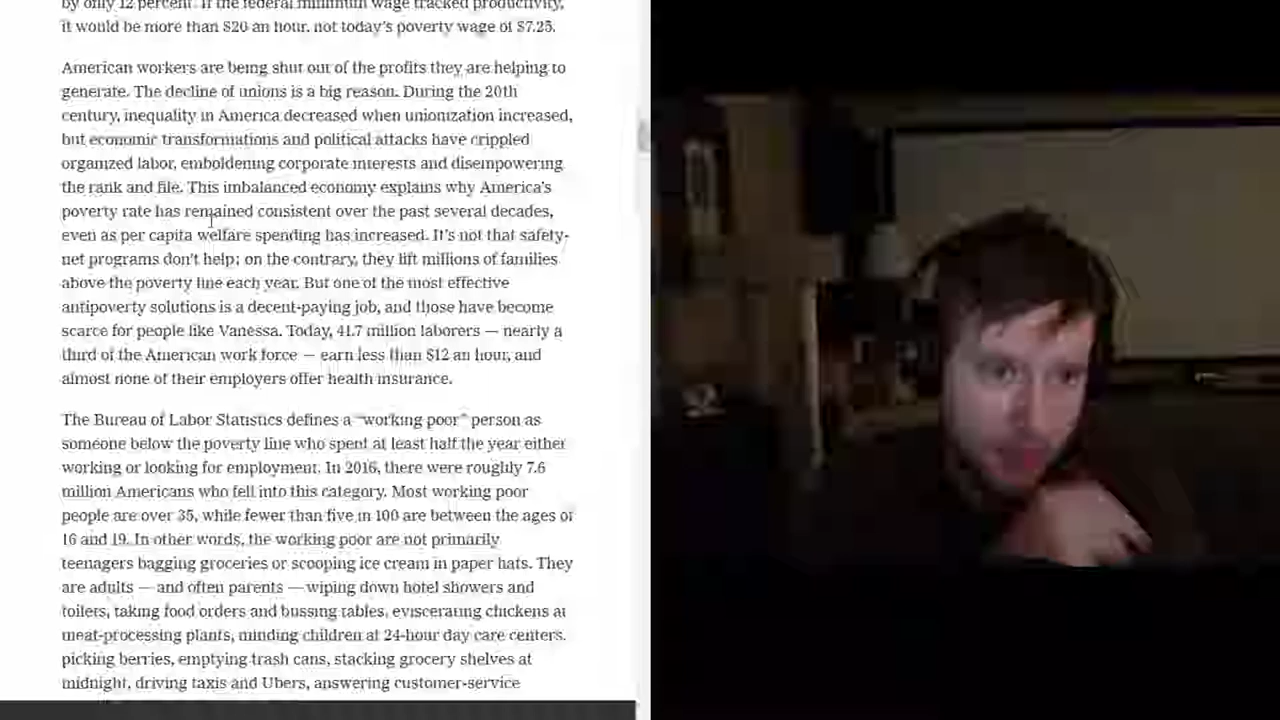 by only 12 percent. If the federal minimum wage tracked productivity,
it would be more than $20 an hour, not today's poverty wage of $7.25.
American workers are being shut out of the profits they are helping to
generate. The decline of unions is a big reason. During the 20th
century, inequality in America decreased when unionization increased,
but economic transformations and political attacks have crippled
organized labor, emboldening corporate interests and disempowering
the rank and file. This imbalanced economy explains why America's
poverty rate has remained consistent over the past several decades,
even as per capita welfare spending has increased. It's not that safety-
net programs don't help; on the contrary, they lift millions of families
above the poverty line each year. But one of the most effective
antipoverty solutions is a decent-paying job, and those have become
scarce for people like Vanessa. Today, 41.7 million laborers — nearly a
third of the American work force — earn less than $12 an hour, and
almost none of their employers offer health insurance.
The Bureau of Labor Statistics defines a "working poor" person as
someone below the poverty line who spent at least half the year either
working or looking for employment. In 2016, there were roughly 7.6
million Americans who fell into this category. Most working poor
people are over 35, while fewer than five in 100 are between the ages of
16 and 19. In other words, the working poor are not primarily
teenagers bagging groceries or scooping ice cream in paper hats. They
are adults — and often parents — wiping down hotel showers and
toilets, taking food orders and bussing tables, eviscerating chickens at
meat-processing plants, minding children at 24-hour day care centers,
picking berries, emptying trash cans, stacking grocery shelves at
midnight, driving taxis and Ubers, answering customer-service